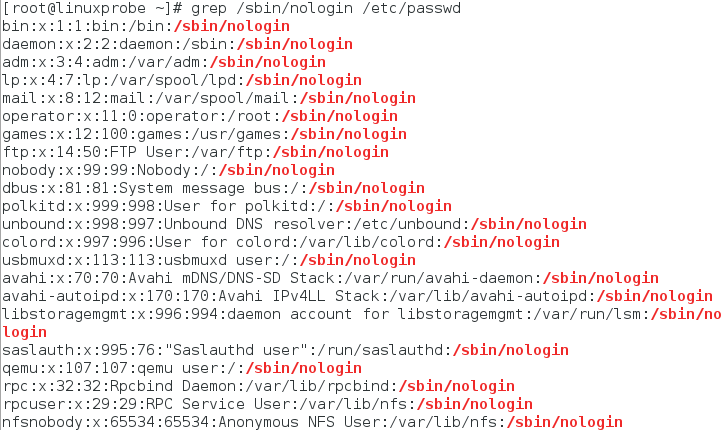 [root@linuxprobe ~]# grep /sbin/nologin /etc/passwd
bin:x:1:1:bin:/bin:/sbin/nologin
daemon:x:2:2:daemon:/sbin:/sbin/nologin
adm:x:3:4:adm:/var/adm:/sbin/nologin
lp:x:4:7:lp:/var/spool/lpd:/sbin/nologin
mail:x:8:12:mail:/var/spool/mail:/sbin/nologin
operator:x:11:0:operator:/root:/sbin/nologin
games:x:12:100:games:/usr/games:/sbin/nologin
ftp:x:14:50:FTP User:/var/ftp:/sbin/nologin
nobody:x:99:99:Nobody:/:/sbin/nologin
dbus:x:81:81:System message bus:/:/sbin/nologin
polkitd:x:999:998:User for polkitd:/:/sbin/nologin
unbound:x:998:997:Unbound DNS resolver:/etc/unbound:/sbin/nologin
colord:x:997:996:User for colord:/var/lib/colord:/sbin/nologin
usbmuxd:x:113:113:usbmuxd user:/:/sbin/nologin
avahi:x:70:70:Avahi mDNS/DNS-SD Stack:/var/run/avahi-daemon:/sbin/nologin
avahi-autoipd:x:170:170:Avahi IPv4LL Stack:/var/lib/avahi-autoipd:/sbin/nologin
libstoragemgmt:x:996:994:daemon account for libstoragemgmt:/var/run/lsm:/sbin/no
login
saslauth:x:995:76:"Saslauthd user":/run/saslauthd:/sbin/nologin
qemu:x:107:107:qemu user:/:/sbin/nologin
rpc:x:32:32:Rpcbind Daemon:/var/lib/rpcbind:/sbin/nologin
rpcuser:x:29:29:RPC Service User:/var/lib/nfs:/sbin/nologin
nfsnobody:x:65534:65534:Anonymous NFS User:/var/lib/nfs:/sbin/nologin